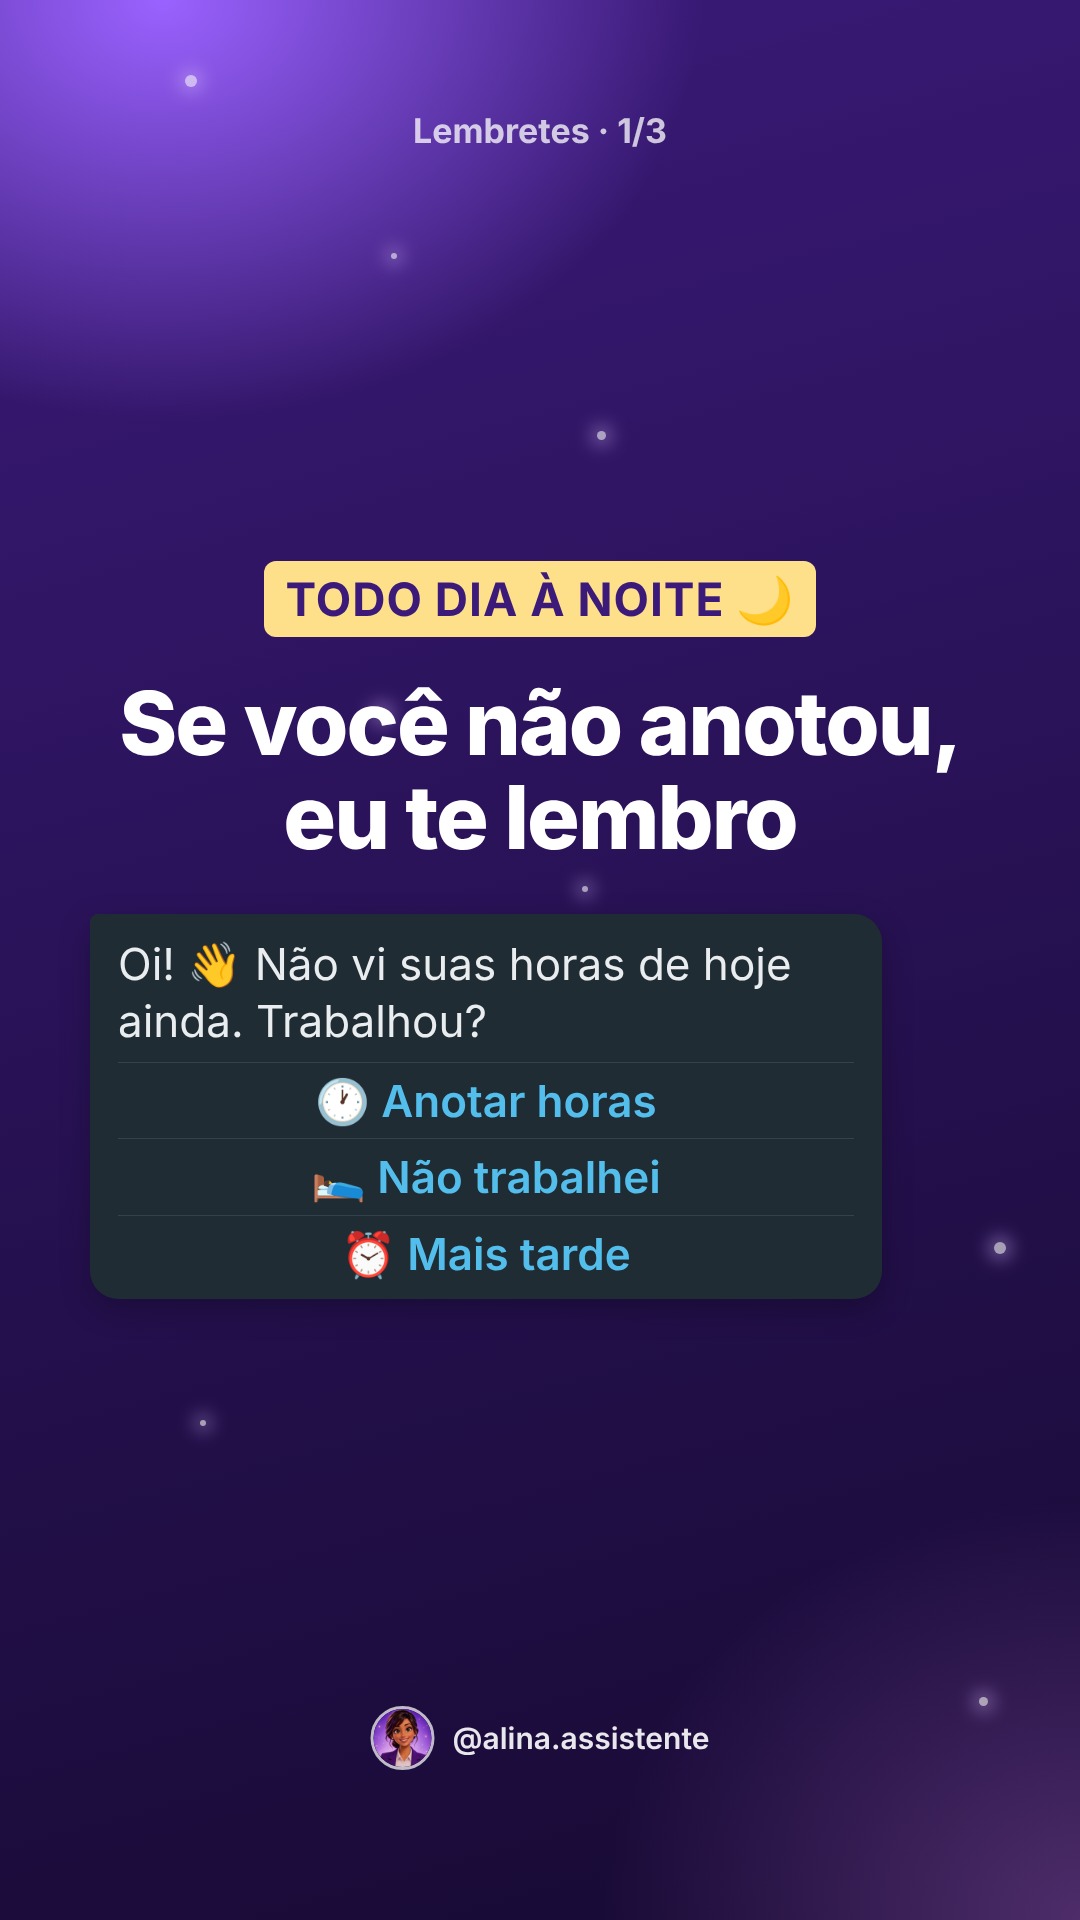 Lembretes · 1/3
TODO DIA À NOITE 🌙
Se você não anotou,
eu te lembro
Oi! 👋 Não vi suas horas de hoje
ainda. Trabalhou?
🕐 Anotar horas
🛌 Não trabalhei
⏰ Mais tarde
@alina.assistente